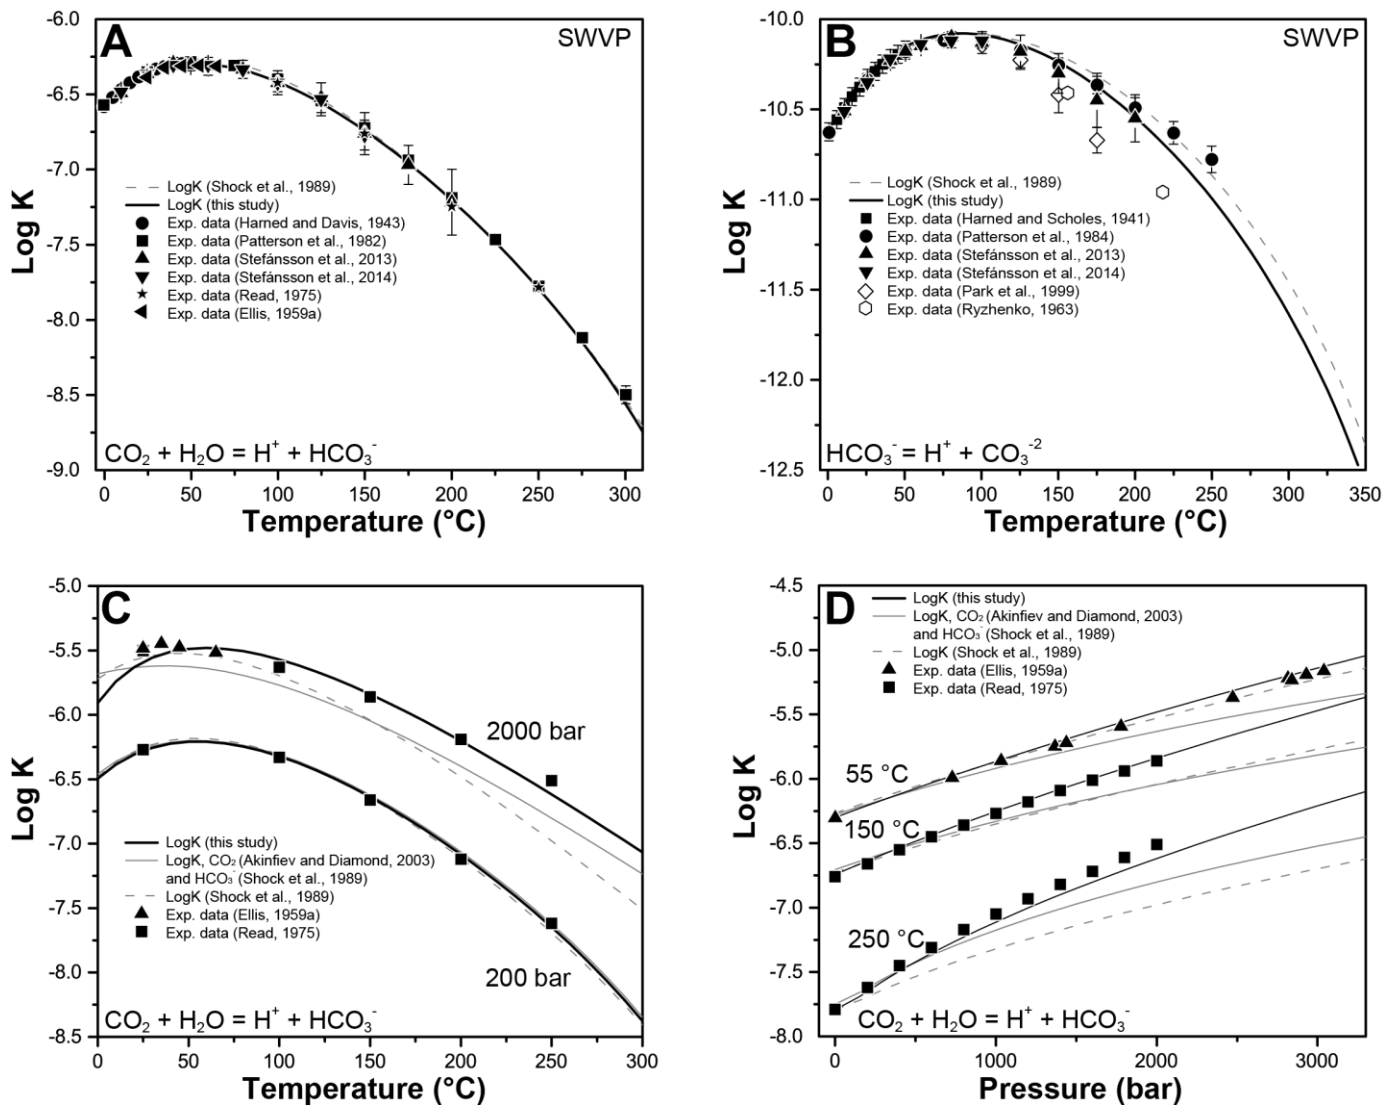 A
SWVP
-6.0
-6.5
-7.0
-7.5
-8.0
-8.5
-9.0
Log K
LogK (Shock et al., 1989)
LogK (this study)
Exp. data (Harned and Davis, 1943)
Exp. data (Patterson et al., 1982)
Exp. data (Stefánsson et al., 2013)
Exp. data (Stefánsson et al., 2014)
Exp. data (Read, 1975)
Exp. data (Ellis, 1959a)
CO₂ + H₂O = H⁺ + HCO₃⁻
0 50 100 150 200 250 300
Temperature (°C)
B
SWVP
-10.0
-10.5
-11.0
-11.5
-12.0
-12.5
Log K
LogK (Shock et al., 1989)
LogK (this study)
Exp. data (Harned and Scholes, 1941)
Exp. data (Patterson et al., 1984)
Exp. data (Stefánsson et al., 2013)
Exp. data (Stefánsson et al., 2014)
Exp. data (Park et al., 1999)
Exp. data (Ryzhenko, 1963)
HCO₃⁻ = H⁺ + CO₃⁻²
0 50 100 150 200 250 300 350
Temperature (°C)
C
-5.0
-5.5
-6.0
-6.5
-7.0
-7.5
-8.0
-8.5
Log K
2000 bar
LogK (this study)
LogK, CO₂ (Akinfiev and Diamond, 2003)
and HCO₃⁻ (Shock et al., 1989)
LogK (Shock et al., 1989)
Exp. data (Ellis, 1959a)
Exp. data (Read, 1975)
200 bar
CO₂ + H₂O = H⁺ + HCO₃⁻
0 50 100 150 200 250 300
Temperature (°C)
D
-4.5
-5.0
-5.5
-6.0
-6.5
-7.0
-7.5
-8.0
Log K
LogK (this study)
LogK, CO₂ (Akinfiev and Diamond, 2003)
and HCO₃⁻ (Shock et al., 1989)
LogK (Shock et al., 1989)
Exp. data (Ellis, 1959a)
Exp. data (Read, 1975)
55 °C
150 °C
250 °C
CO₂ + H₂O = H⁺ + HCO₃⁻
0 1000 2000 3000
Pressure (bar)